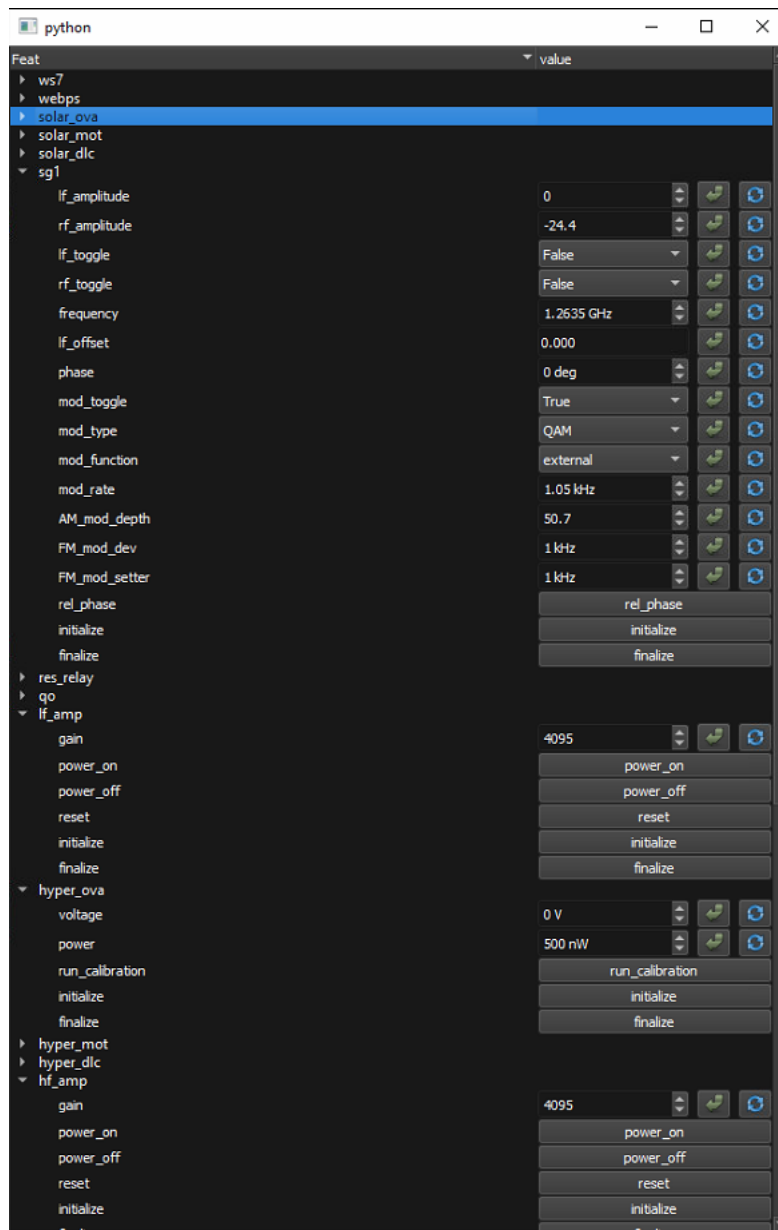 python
Feat value
ws7
webps
solar_ova
solar_mot
solar_dlc
sg1
lf_amplitude 0
rf_amplitude -24.4
lf_toggle False
rf_toggle False
frequency 1.2635 GHz
lf_offset 0.000
phase 0 deg
mod_toggle True
mod_type QAM
mod_function external
mod_rate 1.05 kHz
AM_mod_depth 50.7
FM_mod_dev 1 kHz
FM_mod_setter 1 kHz
rel_phase rel_phase
initialize initialize
finalize finalize
res_relay
qo
lf_amp
gain 4095
power_on power_on
power_off power_off
reset reset
initialize initialize
finalize finalize
hyper_ova
voltage 0 V
power 500 nW
run_calibration run_calibration
initialize initialize
finalize finalize
hyper_mot
hyper_dlc
hf_amp
gain 4095
power_on power_on
power_off power_off
reset reset
initialize initialize